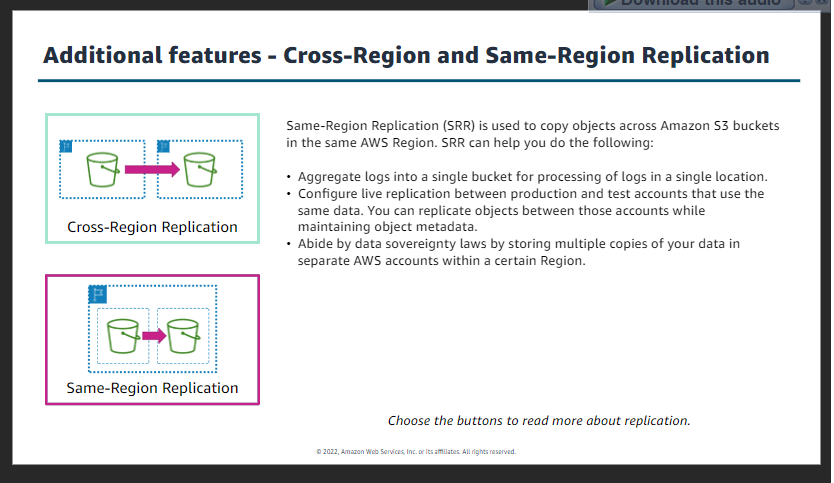 Download this audio
Additional features - Cross-Region and Same-Region Replication
Cross-Region Replication
Same-Region Replication
Same-Region Replication (SRR) is used to copy objects across Amazon S3 buckets
in the same AWS Region. SRR can help you do the following:
• Aggregate logs into a single bucket for processing of logs in a single location.
• Configure live replication between production and test accounts that use the
same data. You can replicate objects between those accounts while
maintaining object metadata.
• Abide by data sovereignty laws by storing multiple copies of your data in
separate AWS accounts within a certain Region.
Choose the buttons to read more about replication.
© 2022, Amazon Web Services, Inc. or its affiliates. All rights reserved.